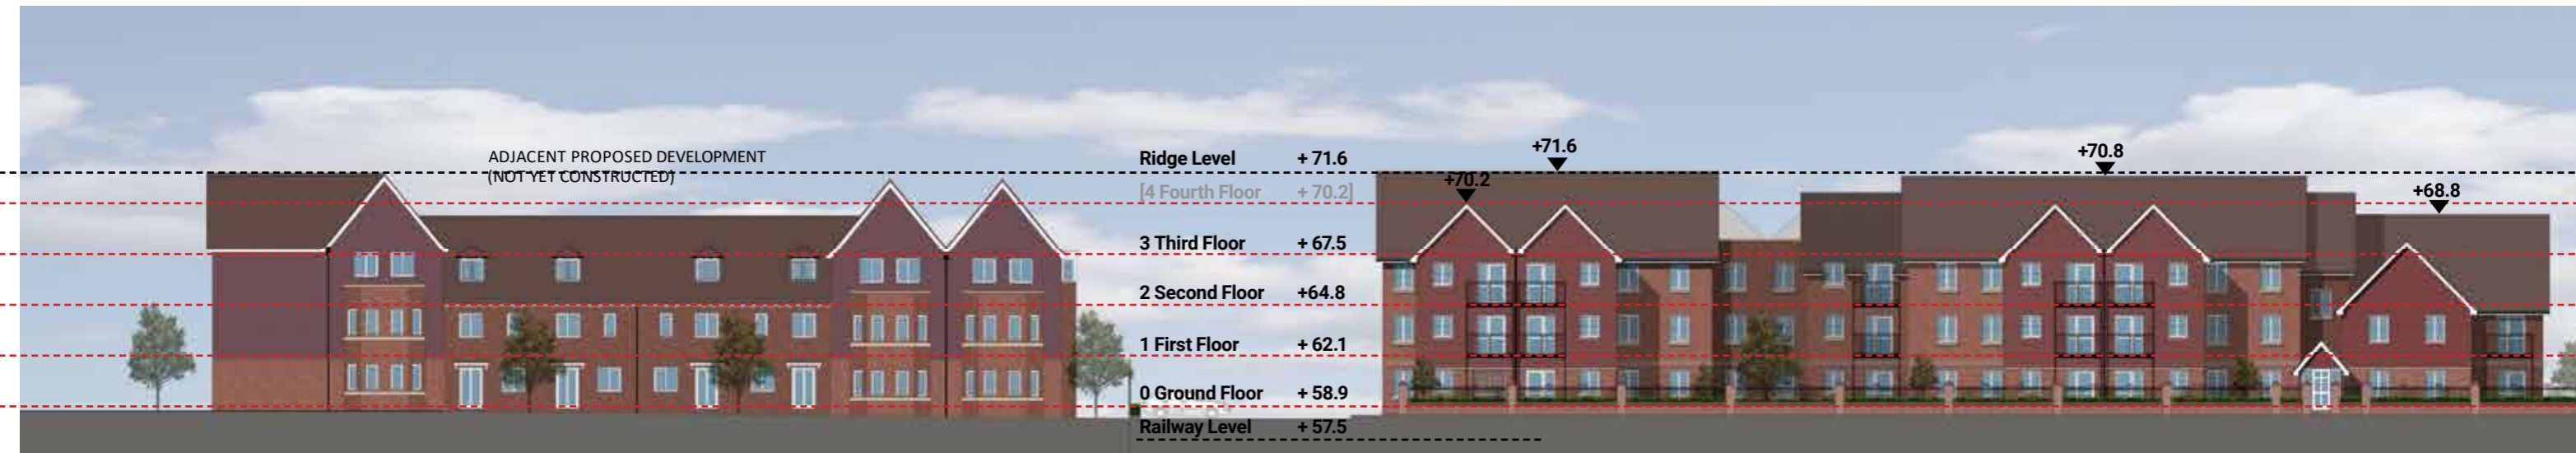 ADJACENT PROPOSED DEVELOPMENT
(NOT YET CONSTRUCTED)
Ridge Level + 71.6
[4 Fourth Floor + 70.2]
3 Third Floor + 67.5
2 Second Floor +64.8
1 First Floor + 62.1
0 Ground Floor + 58.9
Railway Level + 57.5
+71.6
+70.2
+70.8
+68.8